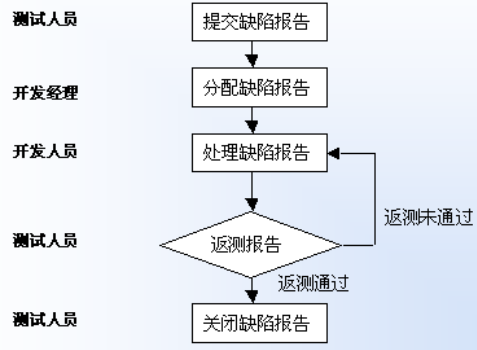 测试人员
提交缺陷报告
开发经理
分配缺陷报告
开发人员
处理缺陷报告
返测未通过
测试人员
返测报告
返测通过
测试人员
关闭缺陷报告